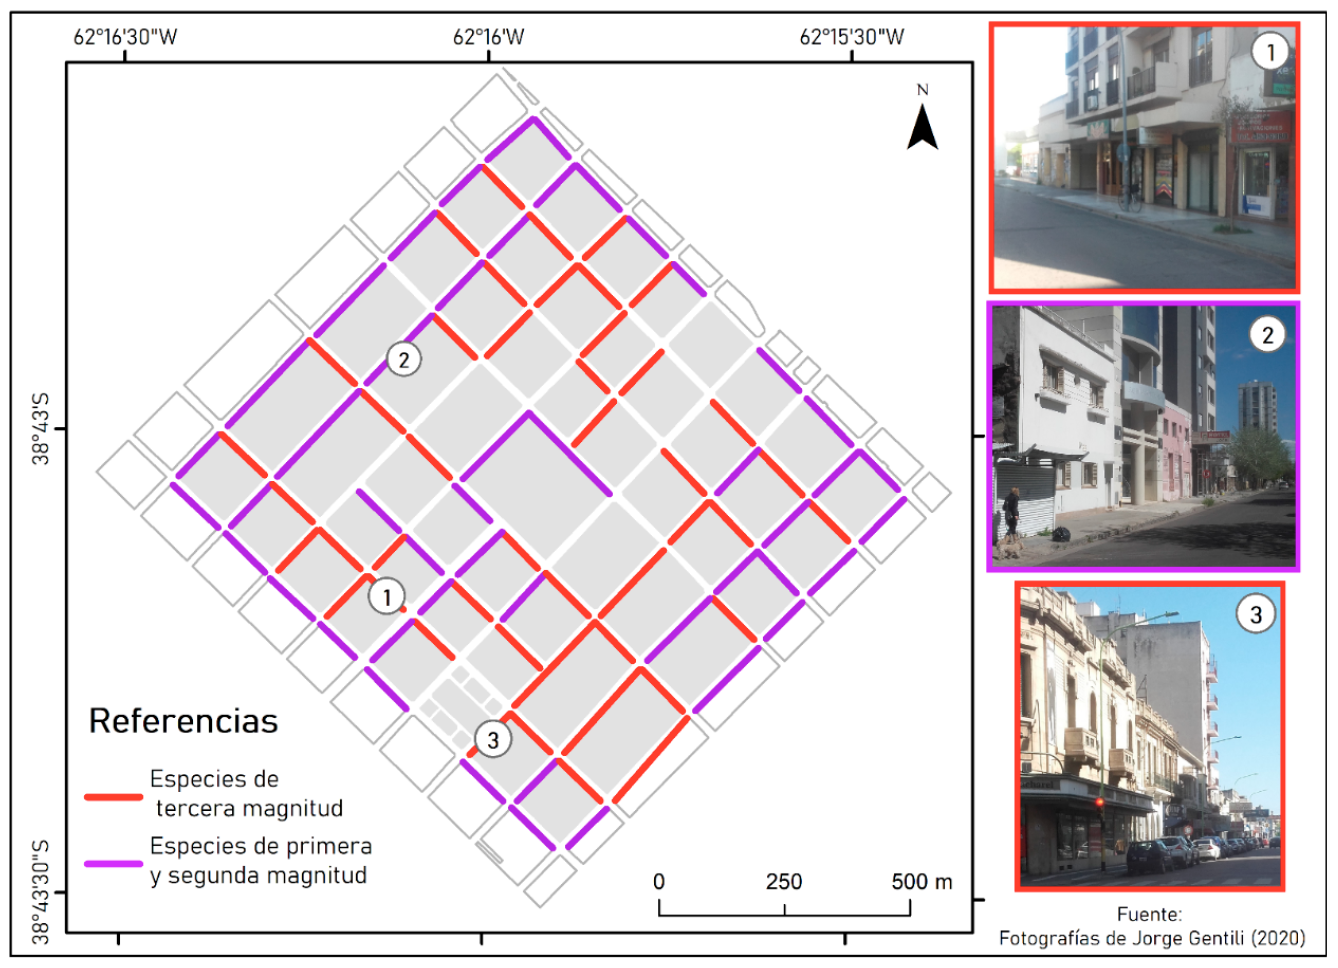 62°16'30"W
62°16'W
62°15'30"W
N
38°43'S
38°43'30"S
2
1
3
Referencias
Especies de
tercera magnitud
Especies de primera
y segunda magnitud
0 250 500 m
1
2
3
Fuente:
Fotografías de Jorge Gentili (2020)